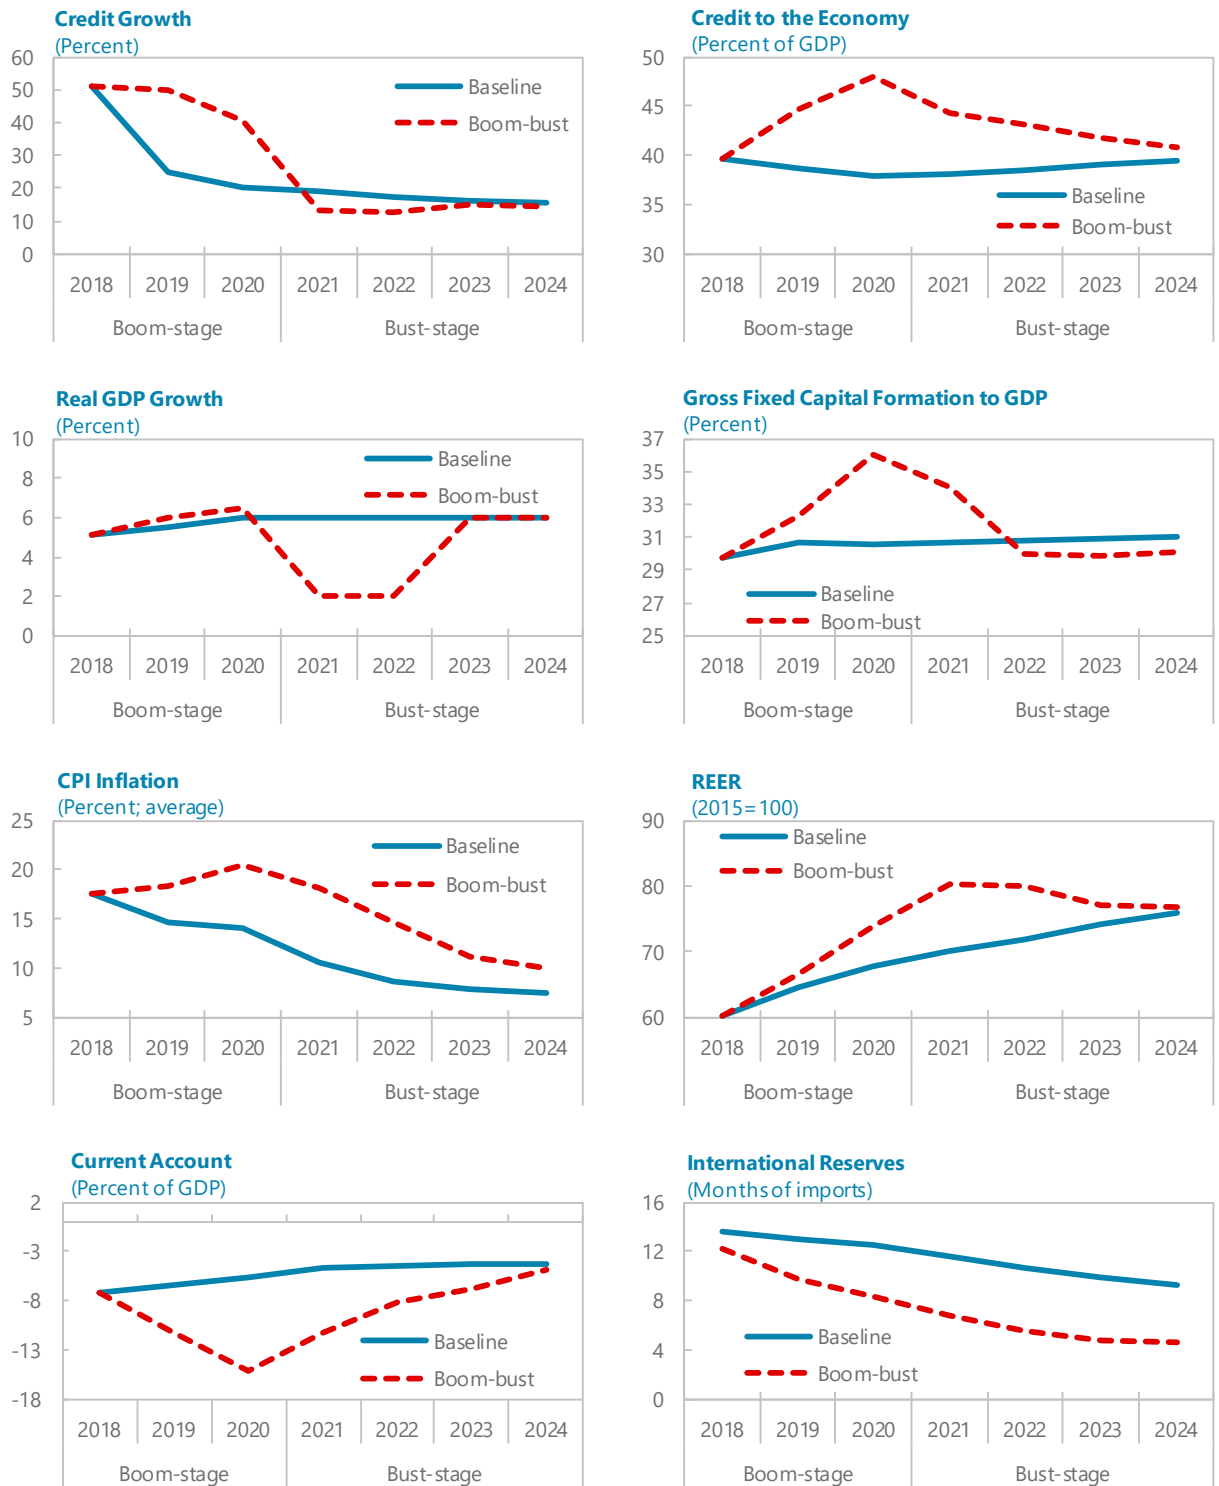 Credit Growth
(Percent)
60
50
40
30
20
10
0
Baseline
Boom-bust
2018 2019 2020 2021 2022 2023 2024
Boom-stage Bust-stage
Credit to the Economy
(Percent of GDP)
50
45
40
35
30
Baseline
Boom-bust
2018 2019 2020 2021 2022 2023 2024
Boom-stage Bust-stage
Real GDP Growth
(Percent)
10
8
6
4
2
0
Baseline
Boom-bust
2018 2019 2020 2021 2022 2023 2024
Boom-stage Bust-stage
Gross Fixed Capital Formation to GDP
(Percent)
37
35
33
31
29
27
25
Baseline
Boom-bust
2018 2019 2020 2021 2022 2023 2024
Boom-stage Bust-stage
CPI Inflation
(Percent; average)
25
20
15
10
5
Baseline
Boom-bust
2018 2019 2020 2021 2022 2023 2024
Boom-stage Bust-stage
REER
(2015=100)
90
80
70
60
Baseline
Boom-bust
2018 2019 2020 2021 2022 2023 2024
Boom-stage Bust-stage
Current Account
(Percent of GDP)
2
-3
-8
-13
-18
Baseline
Boom-bust
2018 2019 2020 2021 2022 2023 2024
Boom-stage Bust-stage
International Reserves
(Months of imports)
16
12
8
4
0
Baseline
Boom-bust
2018 2019 2020 2021 2022 2023 2024
Boom-stage Bust-stage